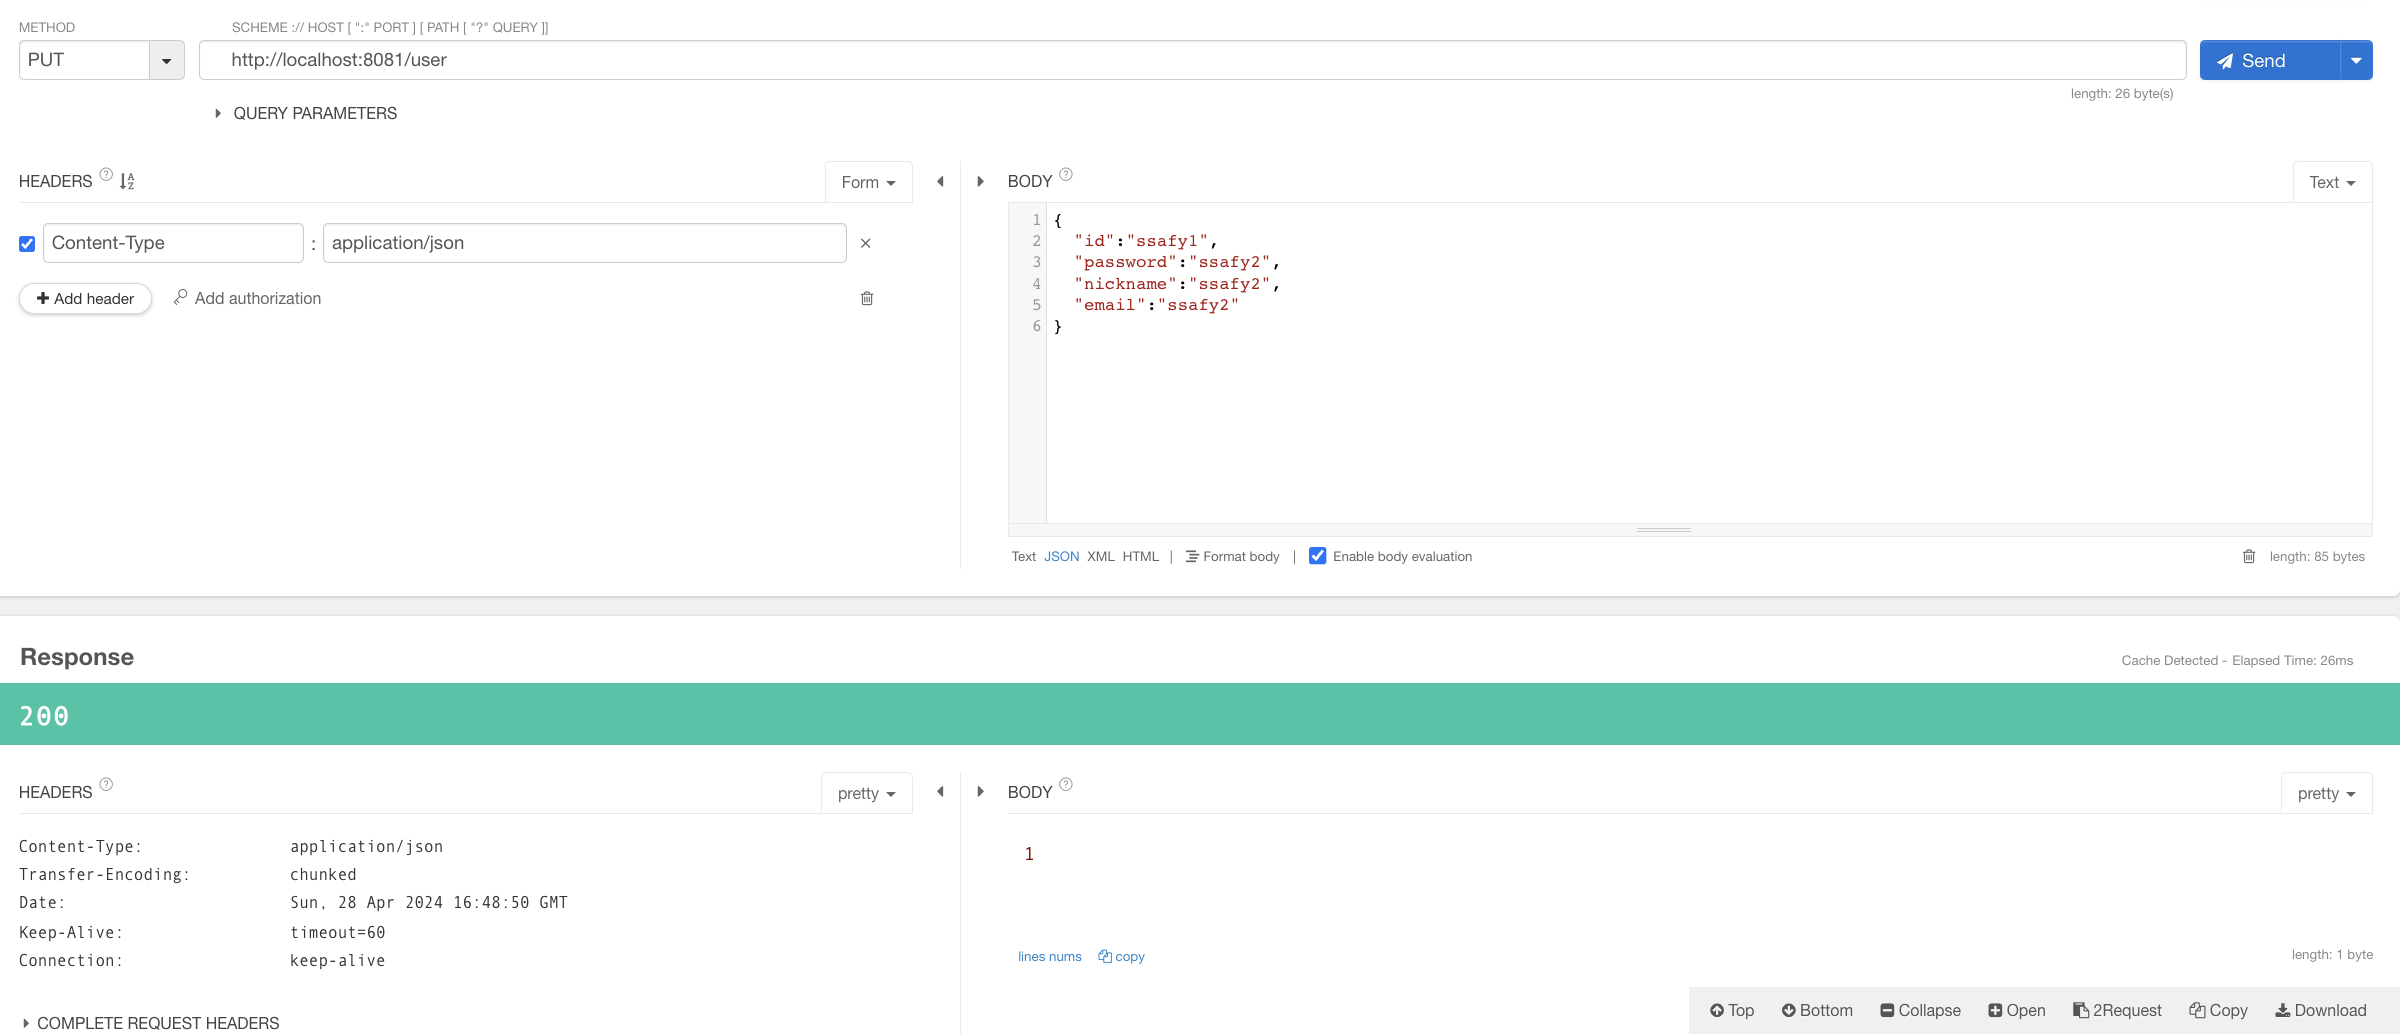 METHOD
SCHEME :// HOST [ ":" PORT ] [ PATH [ "?" QUERY ]]
PUT
http://localhost:8081/user
Send
length: 26 byte(s)
QUERY PARAMETERS
HEADERS ? A Z
Form
BODY ?
Text
Content-Type : application/json ×
Add header
Add authorization
1 {
2 "id":"ssafy1",
3 "password":"ssafy2",
4 "nickname":"ssafy2",
5 "email":"ssafy2"
6 }
Text JSON XML HTML | Format body | Enable body evaluation
length: 85 bytes
Response
Cache Detected - Elapsed Time: 26ms
200
HEADERS ?
pretty
BODY ?
pretty
Content-Type: application/json
Transfer-Encoding: chunked
Date: Sun, 28 Apr 2024 16:48:50 GMT
Keep-Alive: timeout=60
Connection: keep-alive
1
lines nums copy
length: 1 byte
COMPLETE REQUEST HEADERS
Top Bottom Collapse Open 2Request Copy Download